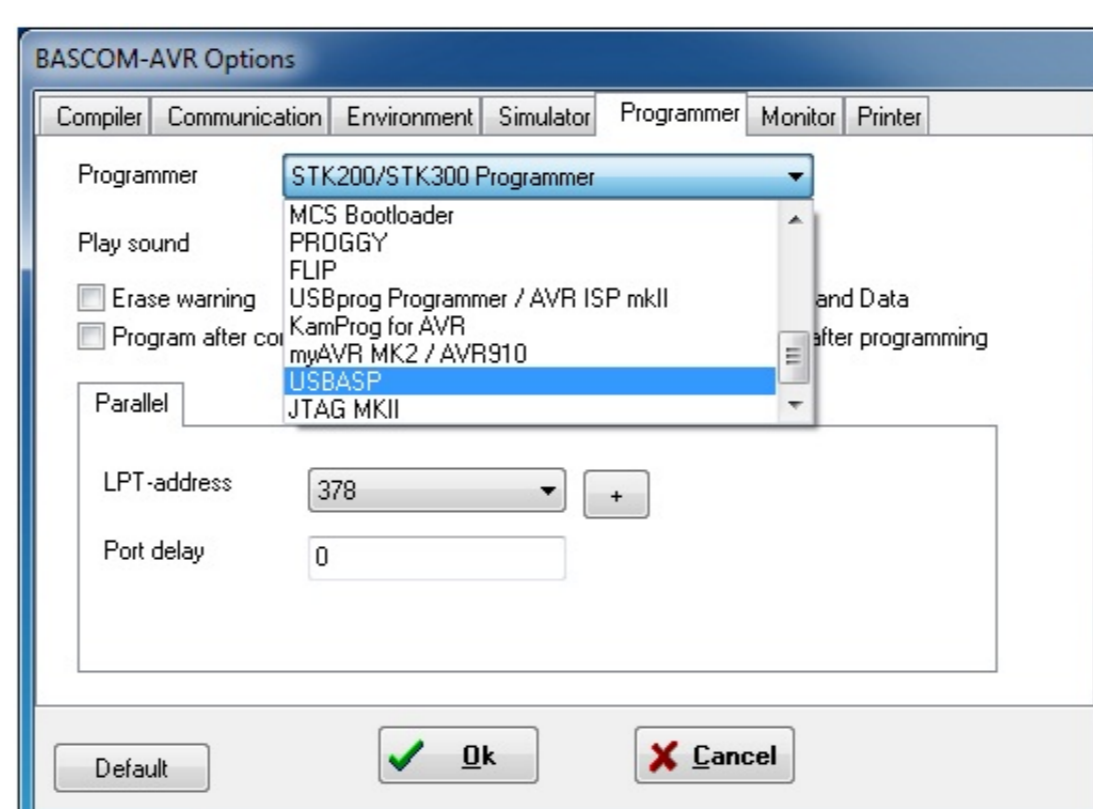 BASCOM-AVR Options
Compiler Communication Environment Simulator Programmer Monitor Printer
Programmer STK200/STK300 Programmer
MCS Bootloader
Play sound PROGGY
FLIP
Erase warning USBprog Programmer / AVR ISP mkII and Data
KamProg for AVR
Program after after programming
myAVR MK2 / AVR910
USBASP
Parallel JTAG MKII
LPT-address 378 +
Port delay 0
Default Ok Cancel